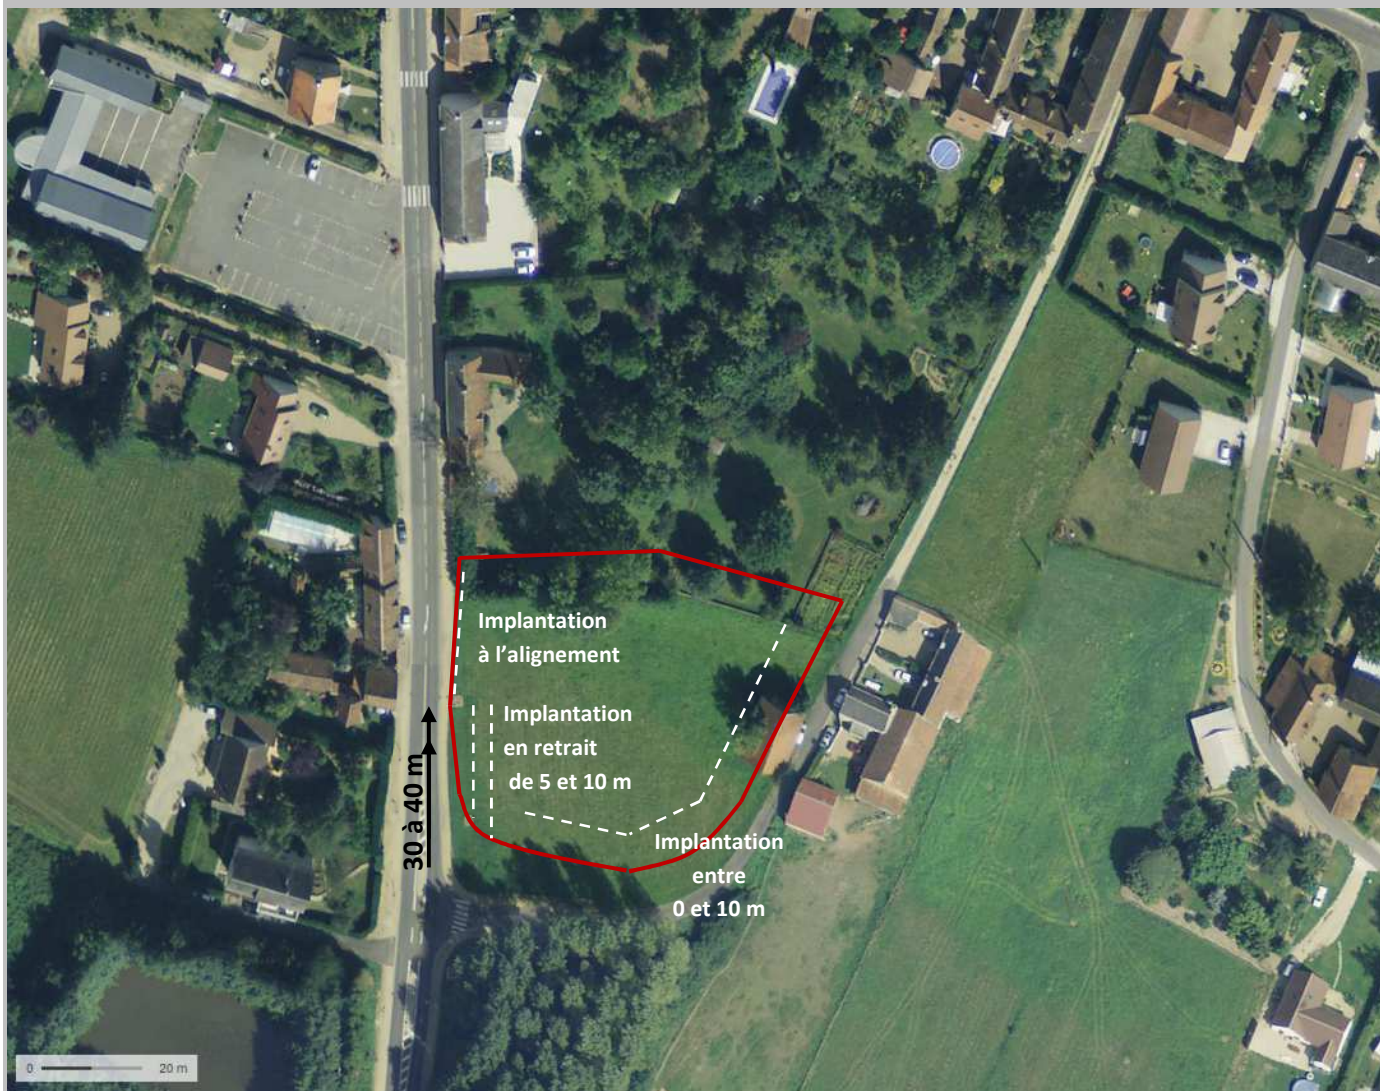 Implantation
à l'alignement
Implantation
en retrait
de 5 et 10 m
30 à 40 m
Implantation
entre
0 et 10 m
0 20 m